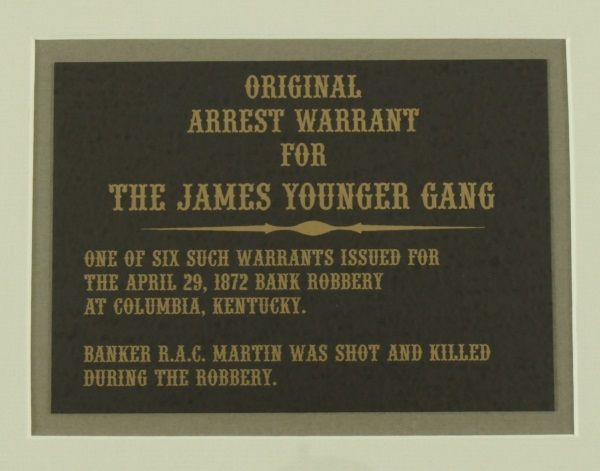 ORIGINAL
ARREST WARRANT
FOR
THE JAMES YOUNGER GANG
ONE OF SIX SUCH WARRANTS ISSUED FOR
THE APRIL 29, 1872 BANK ROBBERY
AT COLUMBIA, KENTUCKY.
BANKER R.A.C. MARTIN WAS SHOT AND KILLED
DURING THE ROBBERY.